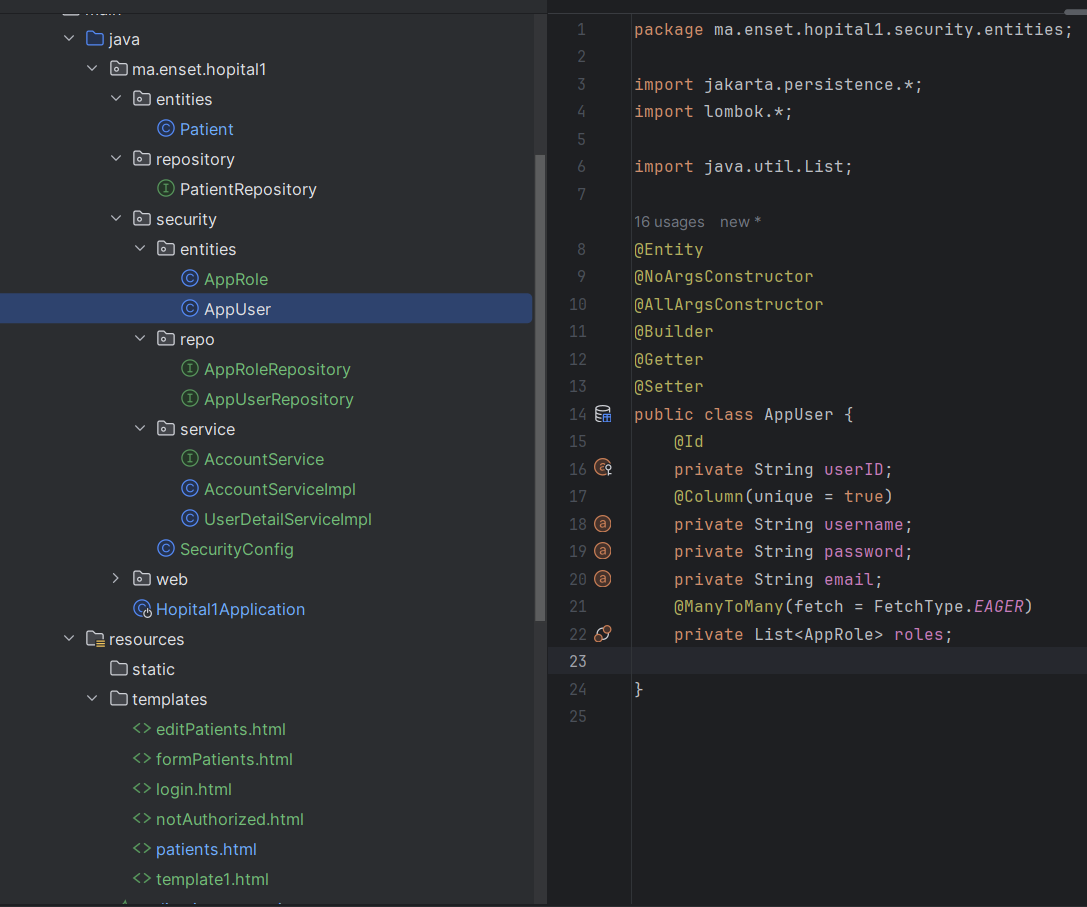 java
ma.enset.hopital1
entities
Patient
repository
PatientRepository
security
entities
AppRole
AppUser
repo
AppRoleRepository
AppUserRepository
service
AccountService
AccountServiceImpl
UserDetailServiceImpl
SecurityConfig
web
Hopital1Application
resources
static
templates
editPatients.html
formPatients.html
login.html
notAuthorized.html
patients.html
template1.html
1 package ma.enset.hopital1.security.entities;
2
3 import jakarta.persistence.*;
4 import lombok.*;
5
6 import java.util.List;
7
16 usages new *
8 @Entity
9 @NoArgsConstructor
10 @AllArgsConstructor
11 @Builder
12 @Getter
13 @Setter
14 public class AppUser {
15 @Id
16 private String userID;
17 @Column(unique = true)
18 private String username;
19 private String password;
20 private String email;
21 @ManyToMany(fetch = FetchType.EAGER)
22 private List<AppRole> roles;
23
24 }
25